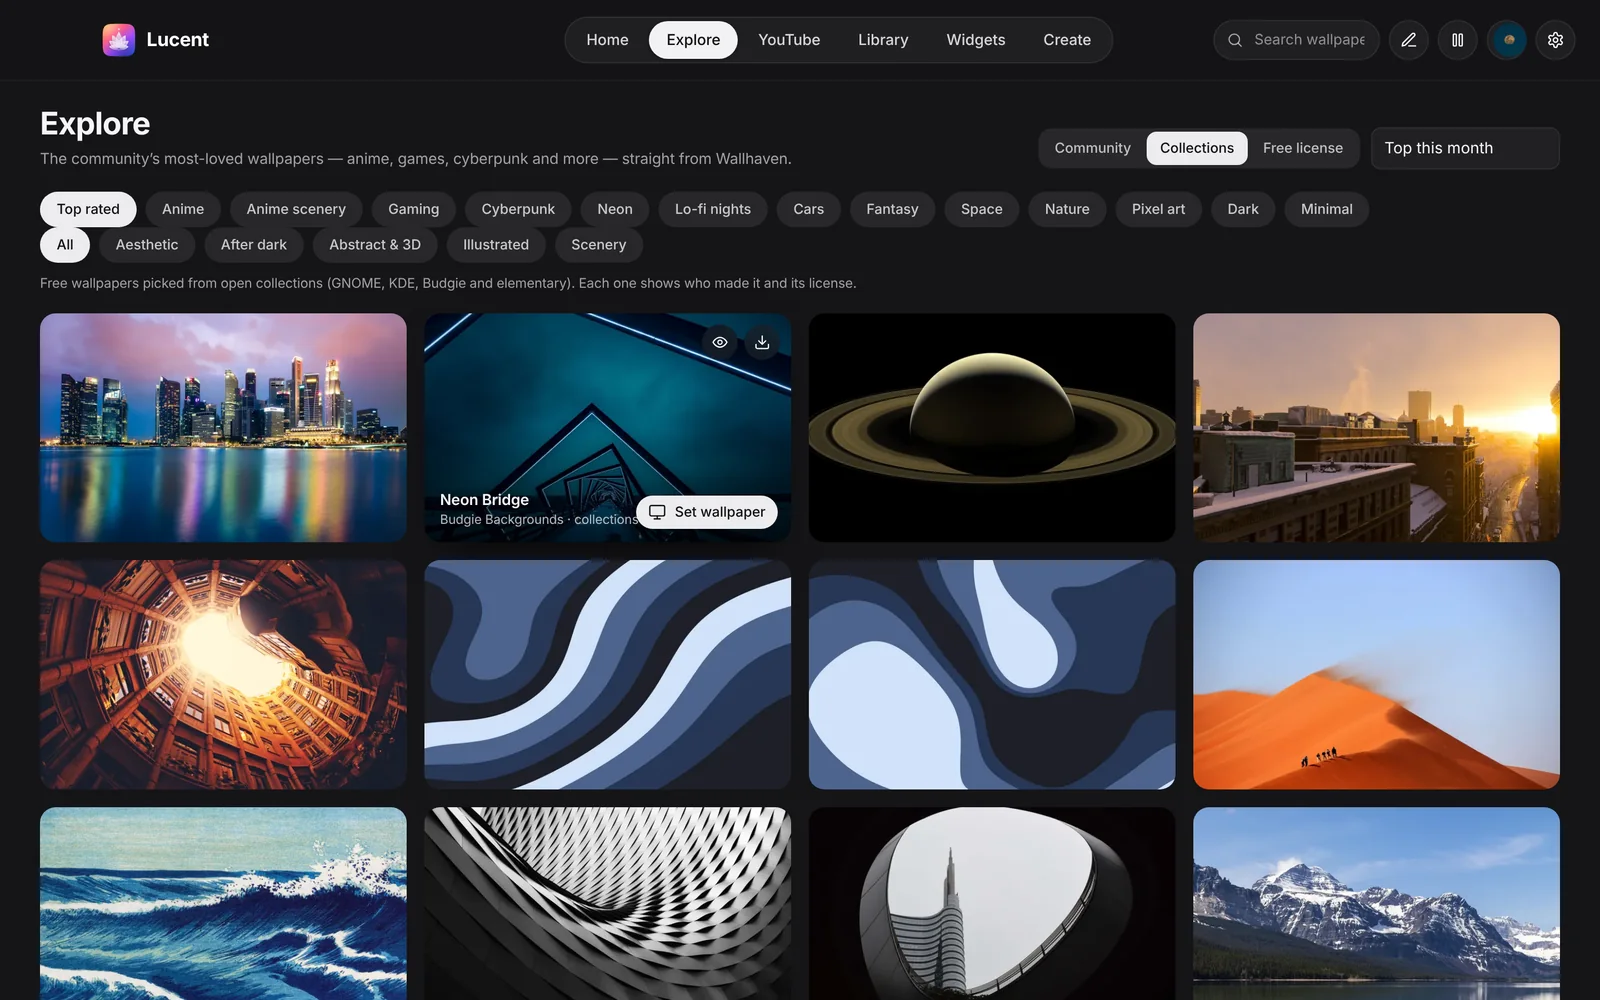 Lucent
Home Explore YouTube Library Widgets Create
Search wallpape
Explore
The community’s most-loved wallpapers — anime, games, cyberpunk and more — straight from Wallhaven.
Community Collections Free license
Top this month
Top rated Anime Anime scenery Gaming Cyberpunk Neon Lo-fi nights Cars Fantasy Space Nature Pixel art Dark Minimal
All Aesthetic After dark Abstract & 3D Illustrated Scenery
Free wallpapers picked from open collections (GNOME, KDE, Budgie and elementary). Each one shows who made it and its license.
Neon Bridge
Budgie Backgrounds · collections
Set wallpaper